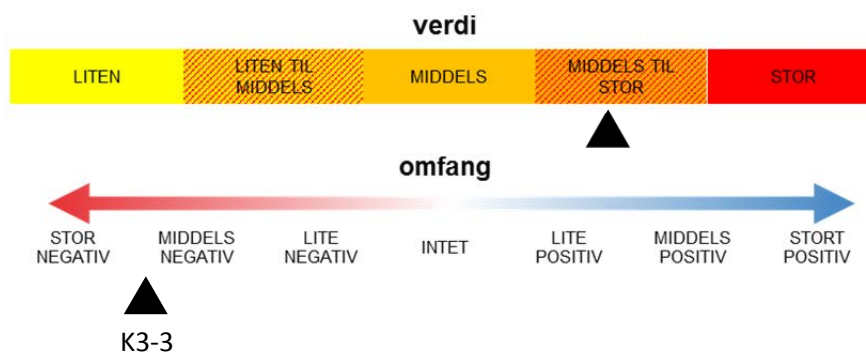 verdi
LITEN
LITEN TIL
MIDDELS
MIDDELS
MIDDELS TIL
STOR
STOR
omfang
STOR
NEGATIV
MIDDELS
NEGATIV
LITE
NEGATIV
INTET
LITE
POSITIV
MIDDELS
POSITIV
STORT
POSITIV
K3-3